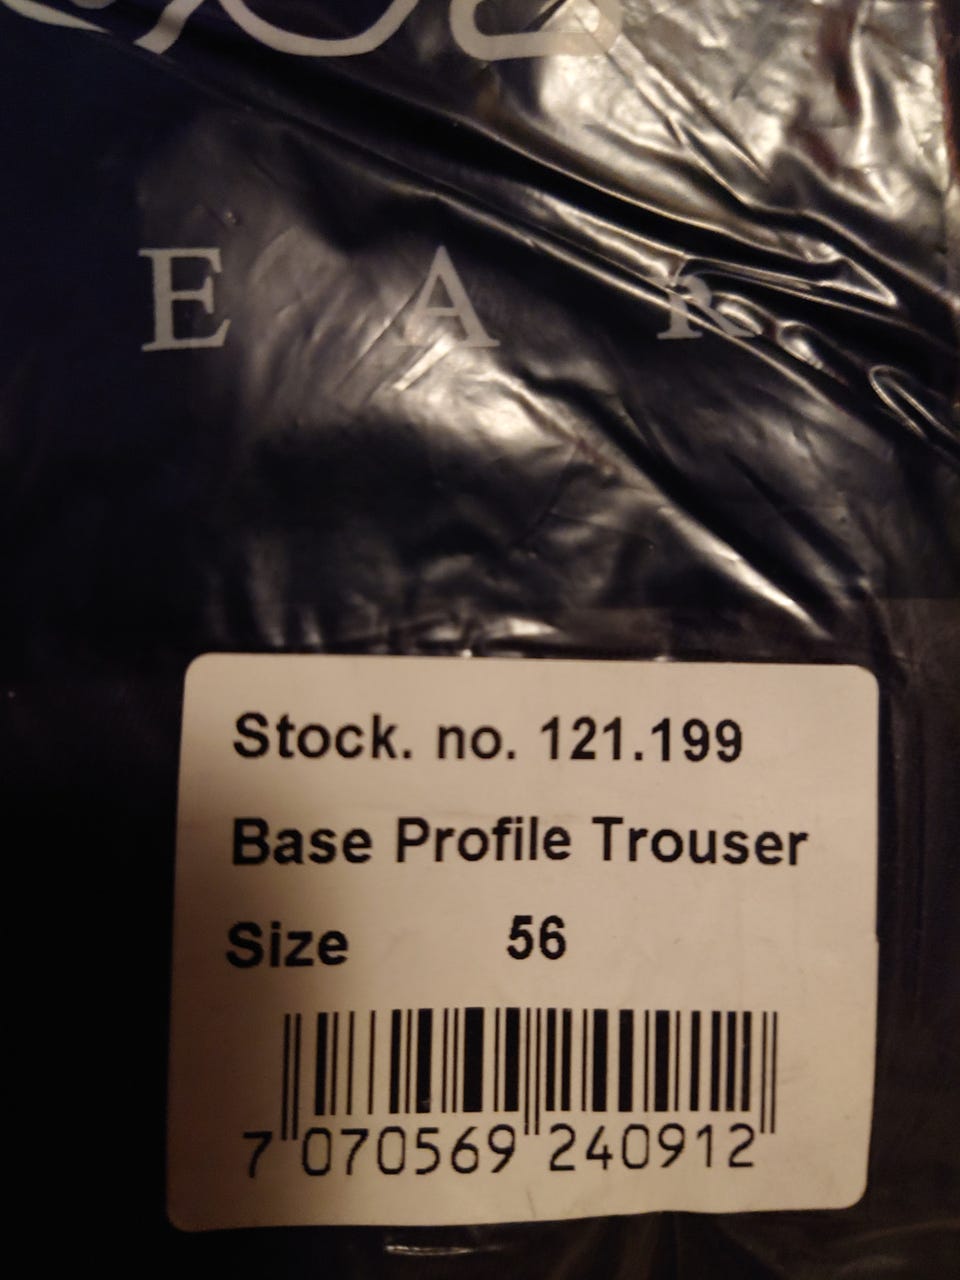 E A R
Stock. no. 121.199
Base Profile Trouser
Size 56
7 070569 240912